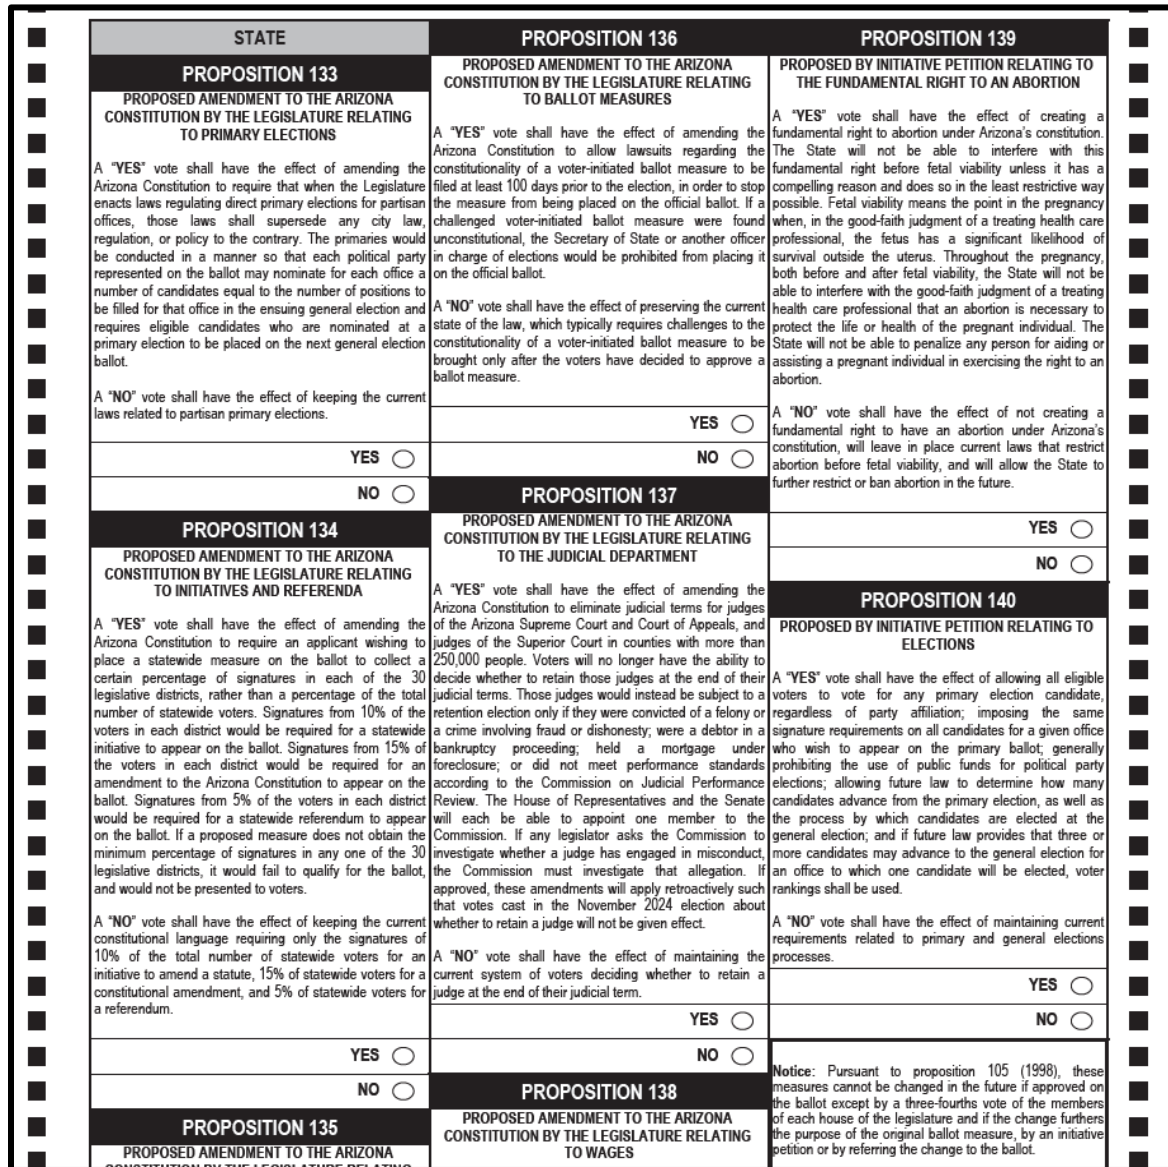 STATE
PROPOSITION 133
PROPOSED AMENDMENT TO THE ARIZONA
CONSTITUTION BY THE LEGISLATURE RELATING
TO PRIMARY ELECTIONS
A “YES” vote shall have the effect of amending the
Arizona Constitution to require that when the Legislature
enacts laws regulating direct primary elections for partisan
offices, those laws shall supersede any city law,
regulation, or policy to the contrary. The primaries would
be conducted in a manner so that each political party
represented on the ballot may nominate for each office a
number of candidates equal to the number of positions to
be filled for that office in the ensuing general election and
requires eligible candidates who are nominated at a
primary election to be placed on the next general election
ballot.
A “NO” vote shall have the effect of keeping the current
laws related to partisan primary elections.
YES
NO
PROPOSITION 134
PROPOSED AMENDMENT TO THE ARIZONA
CONSTITUTION BY THE LEGISLATURE RELATING
TO INITIATIVES AND REFERENDA
A “YES” vote shall have the effect of amending the
Arizona Constitution to require an applicant wishing to
place a statewide measure on the ballot to collect a
certain percentage of signatures in each of the 30
legislative districts, rather than a percentage of the total
number of statewide voters. Signatures from 10% of the
voters in each district would be required for a statewide
initiative to appear on the ballot. Signatures from 15% of
the voters in each district would be required for an
amendment to the Arizona Constitution to appear on the
ballot. Signatures from 5% of the voters in each district
would be required for a statewide referendum to appear
on the ballot. If a proposed measure does not obtain the
minimum percentage of signatures in any one of the 30
legislative districts, it would fail to qualify for the ballot,
and would not be presented to voters.
A “NO” vote shall have the effect of keeping the current
constitutional language requiring only the signatures of
10% of the total number of statewide voters for an
initiative to amend a statute, 15% of statewide voters for a
constitutional amendment, and 5% of statewide voters for
a referendum.
YES
NO
PROPOSITION 135
PROPOSED AMENDMENT TO THE ARIZONA
CONSTITUTION BY THE LEGISLATURE RELATING
PROPOSITION 136
PROPOSED AMENDMENT TO THE ARIZONA
CONSTITUTION BY THE LEGISLATURE RELATING
TO BALLOT MEASURES
A “YES” vote shall have the effect of amending the
Arizona Constitution to allow lawsuits regarding the
constitutionality of a voter-initiated ballot measure to be
filed at least 100 days prior to the election, in order to stop
the measure from being placed on the official ballot. If a
challenged voter-initiated ballot measure were found
unconstitutional, the Secretary of State or another officer
in charge of elections would be prohibited from placing it
on the official ballot.
A “NO” vote shall have the effect of preserving the current
state of the law, which typically requires challenges to the
constitutionality of a voter-initiated ballot measure to be
brought only after the voters have decided to approve a
ballot measure.
YES
NO
PROPOSITION 137
PROPOSED AMENDMENT TO THE ARIZONA
CONSTITUTION BY THE LEGISLATURE RELATING
TO THE JUDICIAL DEPARTMENT
A “YES” vote shall have the effect of amending the
Arizona Constitution to eliminate judicial terms for judges
of the Arizona Supreme Court and Court of Appeals, and
judges of the Superior Court in counties with more than
250,000 people. Voters will no longer have the ability to
decide whether to retain those judges at the end of their
judicial terms. Those judges would instead be subject to a
retention election only if they were convicted of a felony or
a crime involving fraud or dishonesty; were a debtor in a
bankruptcy proceeding; held a mortgage under
foreclosure; or did not meet performance standards
according to the Commission on Judicial Performance
Review. The House of Representatives and the Senate
will each be able to appoint one member to the
Commission. If any legislator asks the Commission to
investigate whether a judge has engaged in misconduct,
the Commission must investigate that allegation. If
approved, these amendments will apply retroactively such
that votes cast in the November 2024 election about
whether to retain a judge will not be given effect.
A “NO” vote shall have the effect of maintaining the
current system of voters deciding whether to retain a
judge at the end of their judicial term.
YES
NO
PROPOSITION 138
PROPOSED AMENDMENT TO THE ARIZONA
CONSTITUTION BY THE LEGISLATURE RELATING
TO WAGES
PROPOSITION 139
PROPOSED BY INITIATIVE PETITION RELATING TO
THE FUNDAMENTAL RIGHT TO AN ABORTION
A “YES” vote shall have the effect of creating a
fundamental right to abortion under Arizona’s constitution.
The State will not be able to interfere with this
fundamental right before fetal viability unless it has a
compelling reason and does so in the least restrictive way
possible. Fetal viability means the point in the pregnancy
when, in the good-faith judgment of a treating health care
professional, the fetus has a significant likelihood of
survival outside the uterus. Throughout the pregnancy,
both before and after fetal viability, the State will not be
able to interfere with the good-faith judgment of a treating
health care professional that an abortion is necessary to
protect the life or health of the pregnant individual. The
State will not be able to penalize any person for aiding or
assisting a pregnant individual in exercising the right to an
abortion.
A “NO” vote shall have the effect of not creating a
fundamental right to have an abortion under Arizona’s
constitution, will leave in place current laws that restrict
abortion before fetal viability, and will allow the State to
further restrict or ban abortion in the future.
YES
NO
PROPOSITION 140
PROPOSED BY INITIATIVE PETITION RELATING TO
ELECTIONS
A “YES” vote shall have the effect of allowing all eligible
voters to vote for any primary election candidate,
regardless of party affiliation; imposing the same
signature requirements on all candidates for a given office
who wish to appear on the primary ballot; generally
prohibiting the use of public funds for political party
elections; allowing future law to determine how many
candidates advance from the primary election, as well as
the process by which candidates are elected at the
general election; and if future law provides that three or
more candidates may advance to the general election for
an office to which one candidate will be elected, voter
rankings shall be used.
A “NO” vote shall have the effect of maintaining current
requirements related to primary and general elections
processes.
YES
NO
Notice: Pursuant to proposition 105 (1998), these
measures cannot be changed in the future if approved on
the ballot except by a three-fourths vote of the members
of each house of the legislature and if the change furthers
the purpose of the original ballot measure, by an initiative
petition or by referring the change to the ballot.